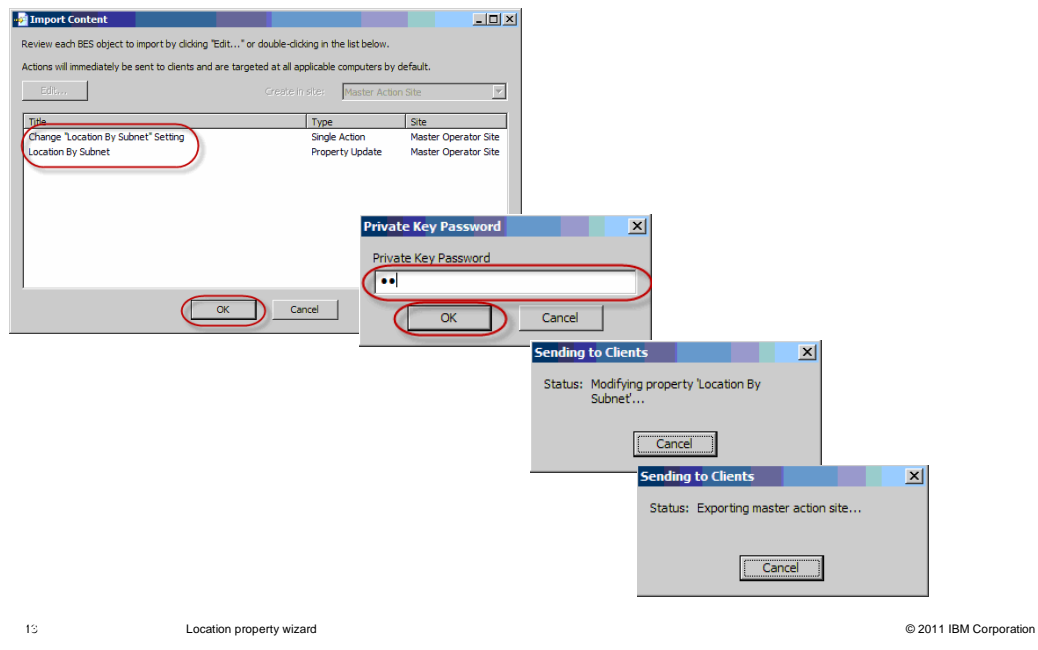 Import Content
Review each BES object to import by clicking "Edit..." or double-clicking in the list below.
Actions will immediately be sent to clients and are targeted at all applicable computers by default.
Edit... Create in site: Master Action Site
Title Type Site
Change "Location By Subnet" Setting Single Action Master Operator Site
Location By Subnet Property Update Master Operator Site
OK Cancel
Private Key Password
Private Key Password
••
OK Cancel
Sending to Clients
Status: Modifying property 'Location By
Subnet'...
Cancel
Sending to Clients
Status: Exporting master action site...
Cancel
13 Location property wizard © 2011 IBM Corporation